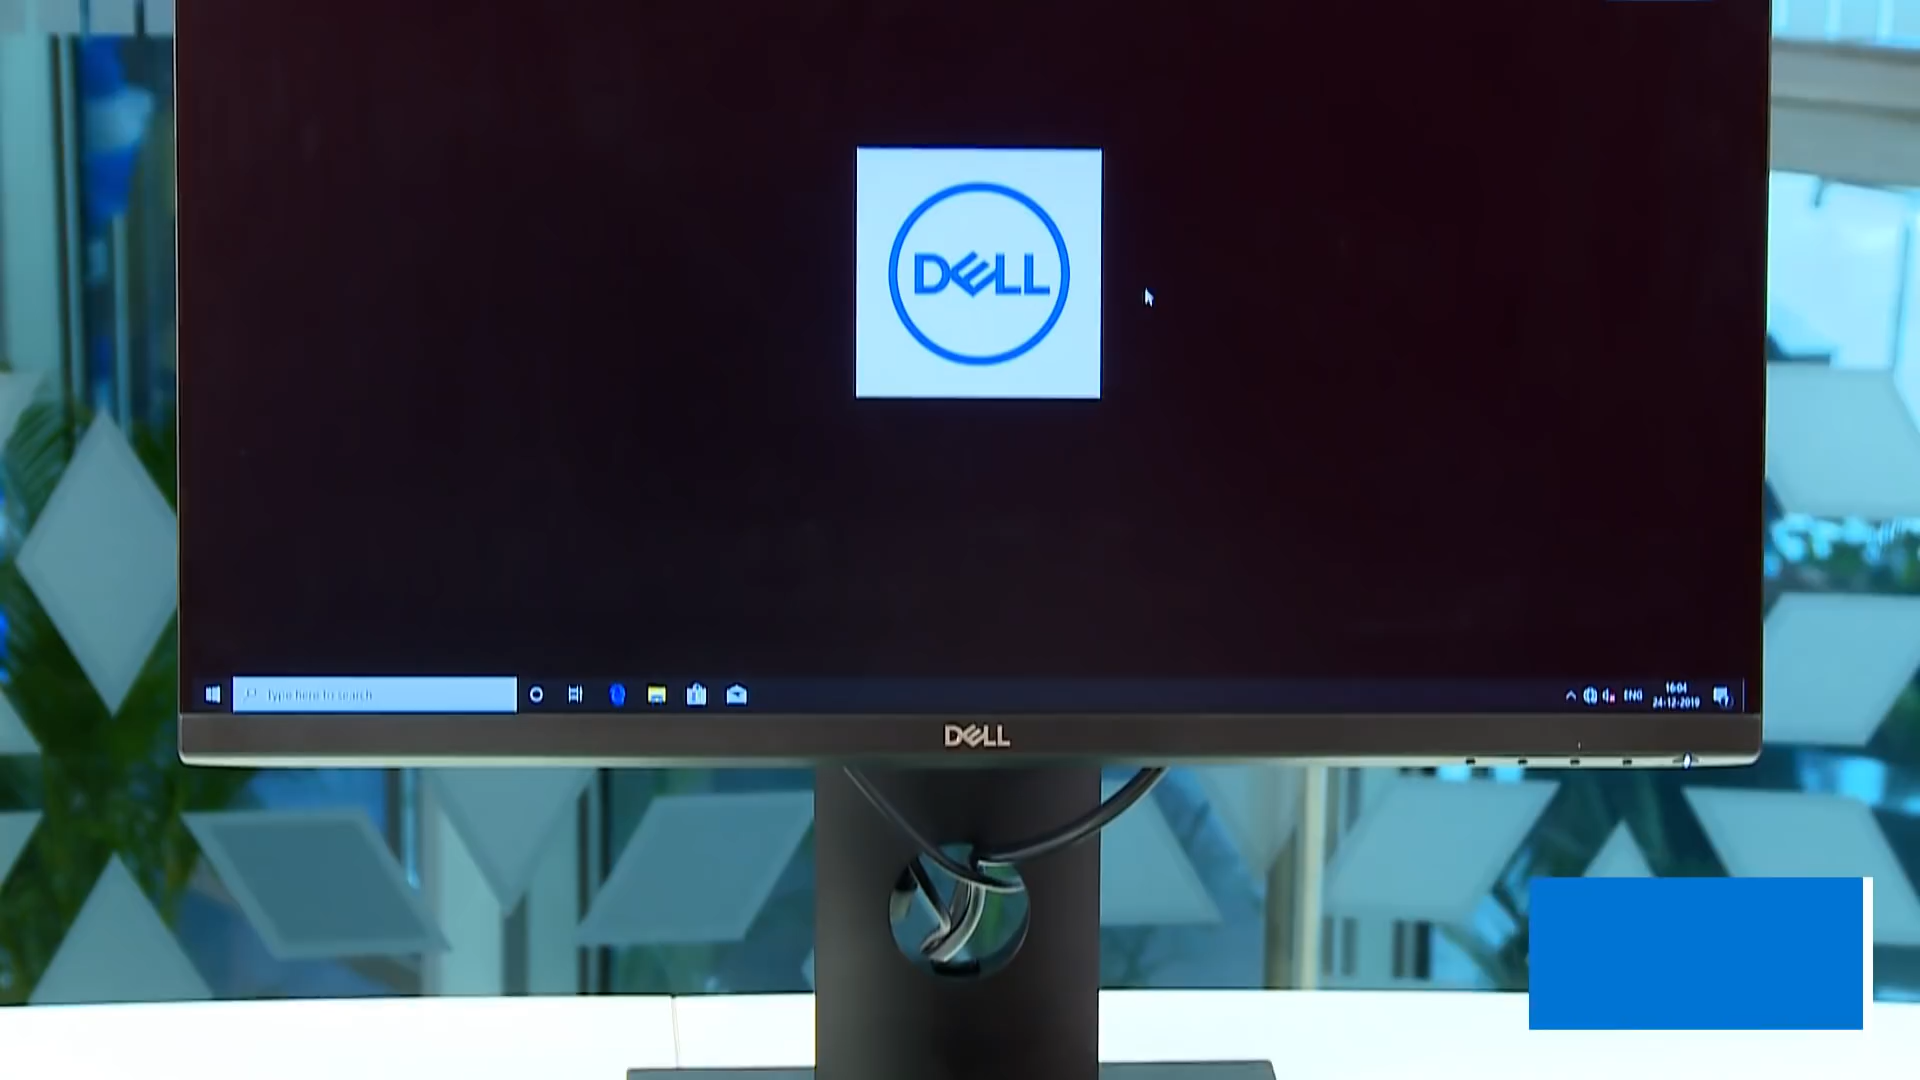 DELL
Type here to search
ENG
16:04
24-12-2019
DELL